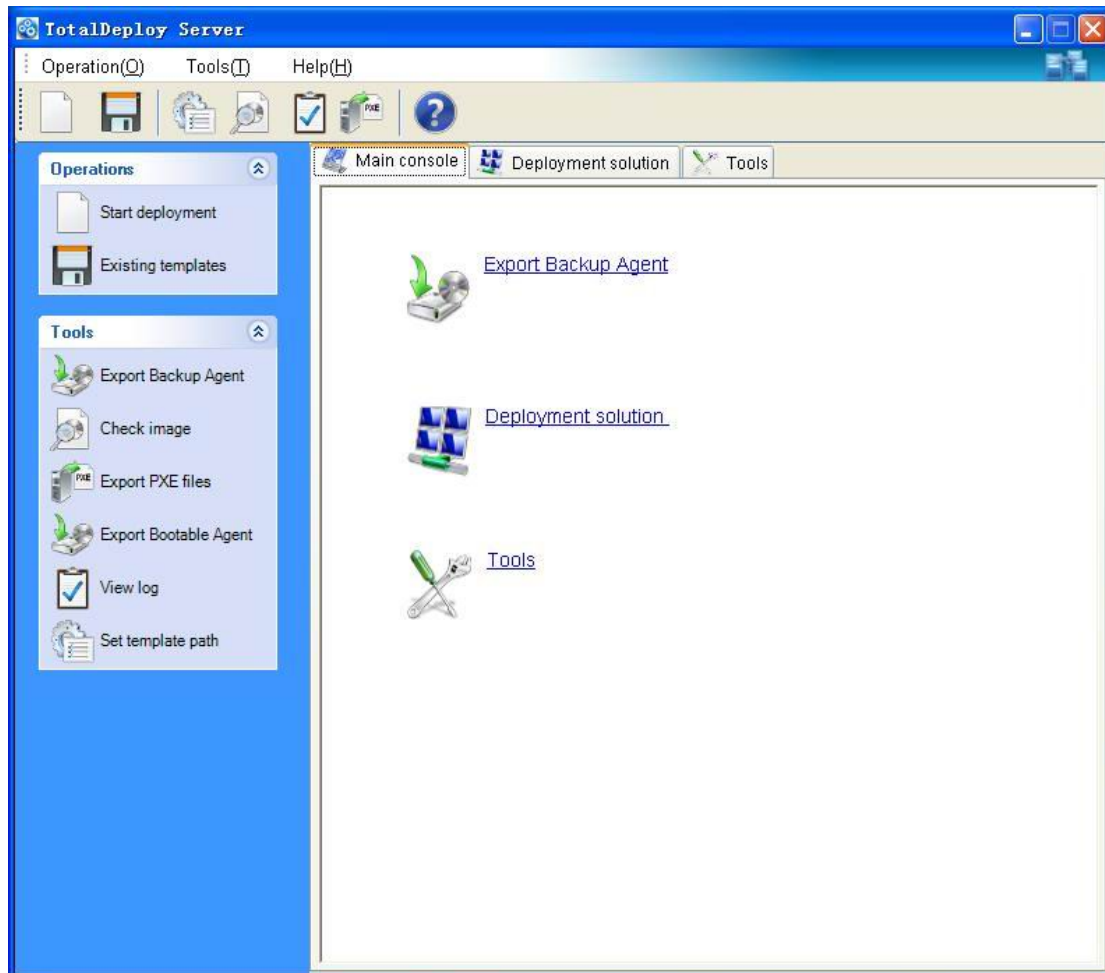 TotalDeploy Server
Operation(O) Tools(T) Help(H)
PXE
Operations
Start deployment
Existing templates
Tools
Export Backup Agent
Check image
PXE
Export PXE files
Export Bootable Agent
View log
Set template path
Main console Deployment solution Tools
Export Backup Agent
Deployment solution
Tools